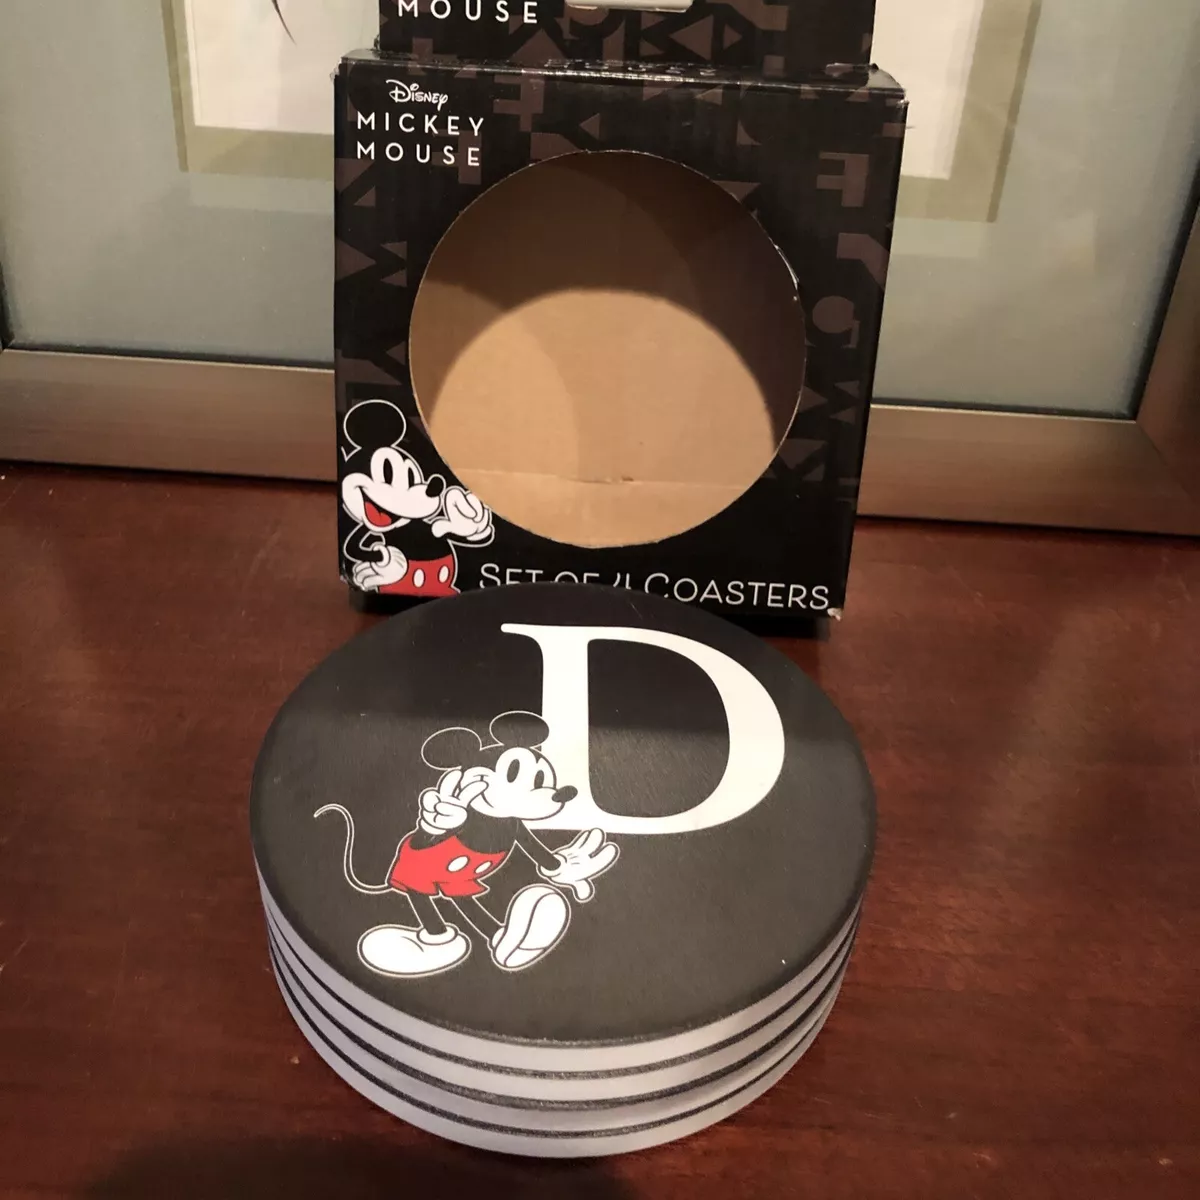 MOUSE
Disney
MICKEY
MOUSE
SET OF 4 COASTERS
D